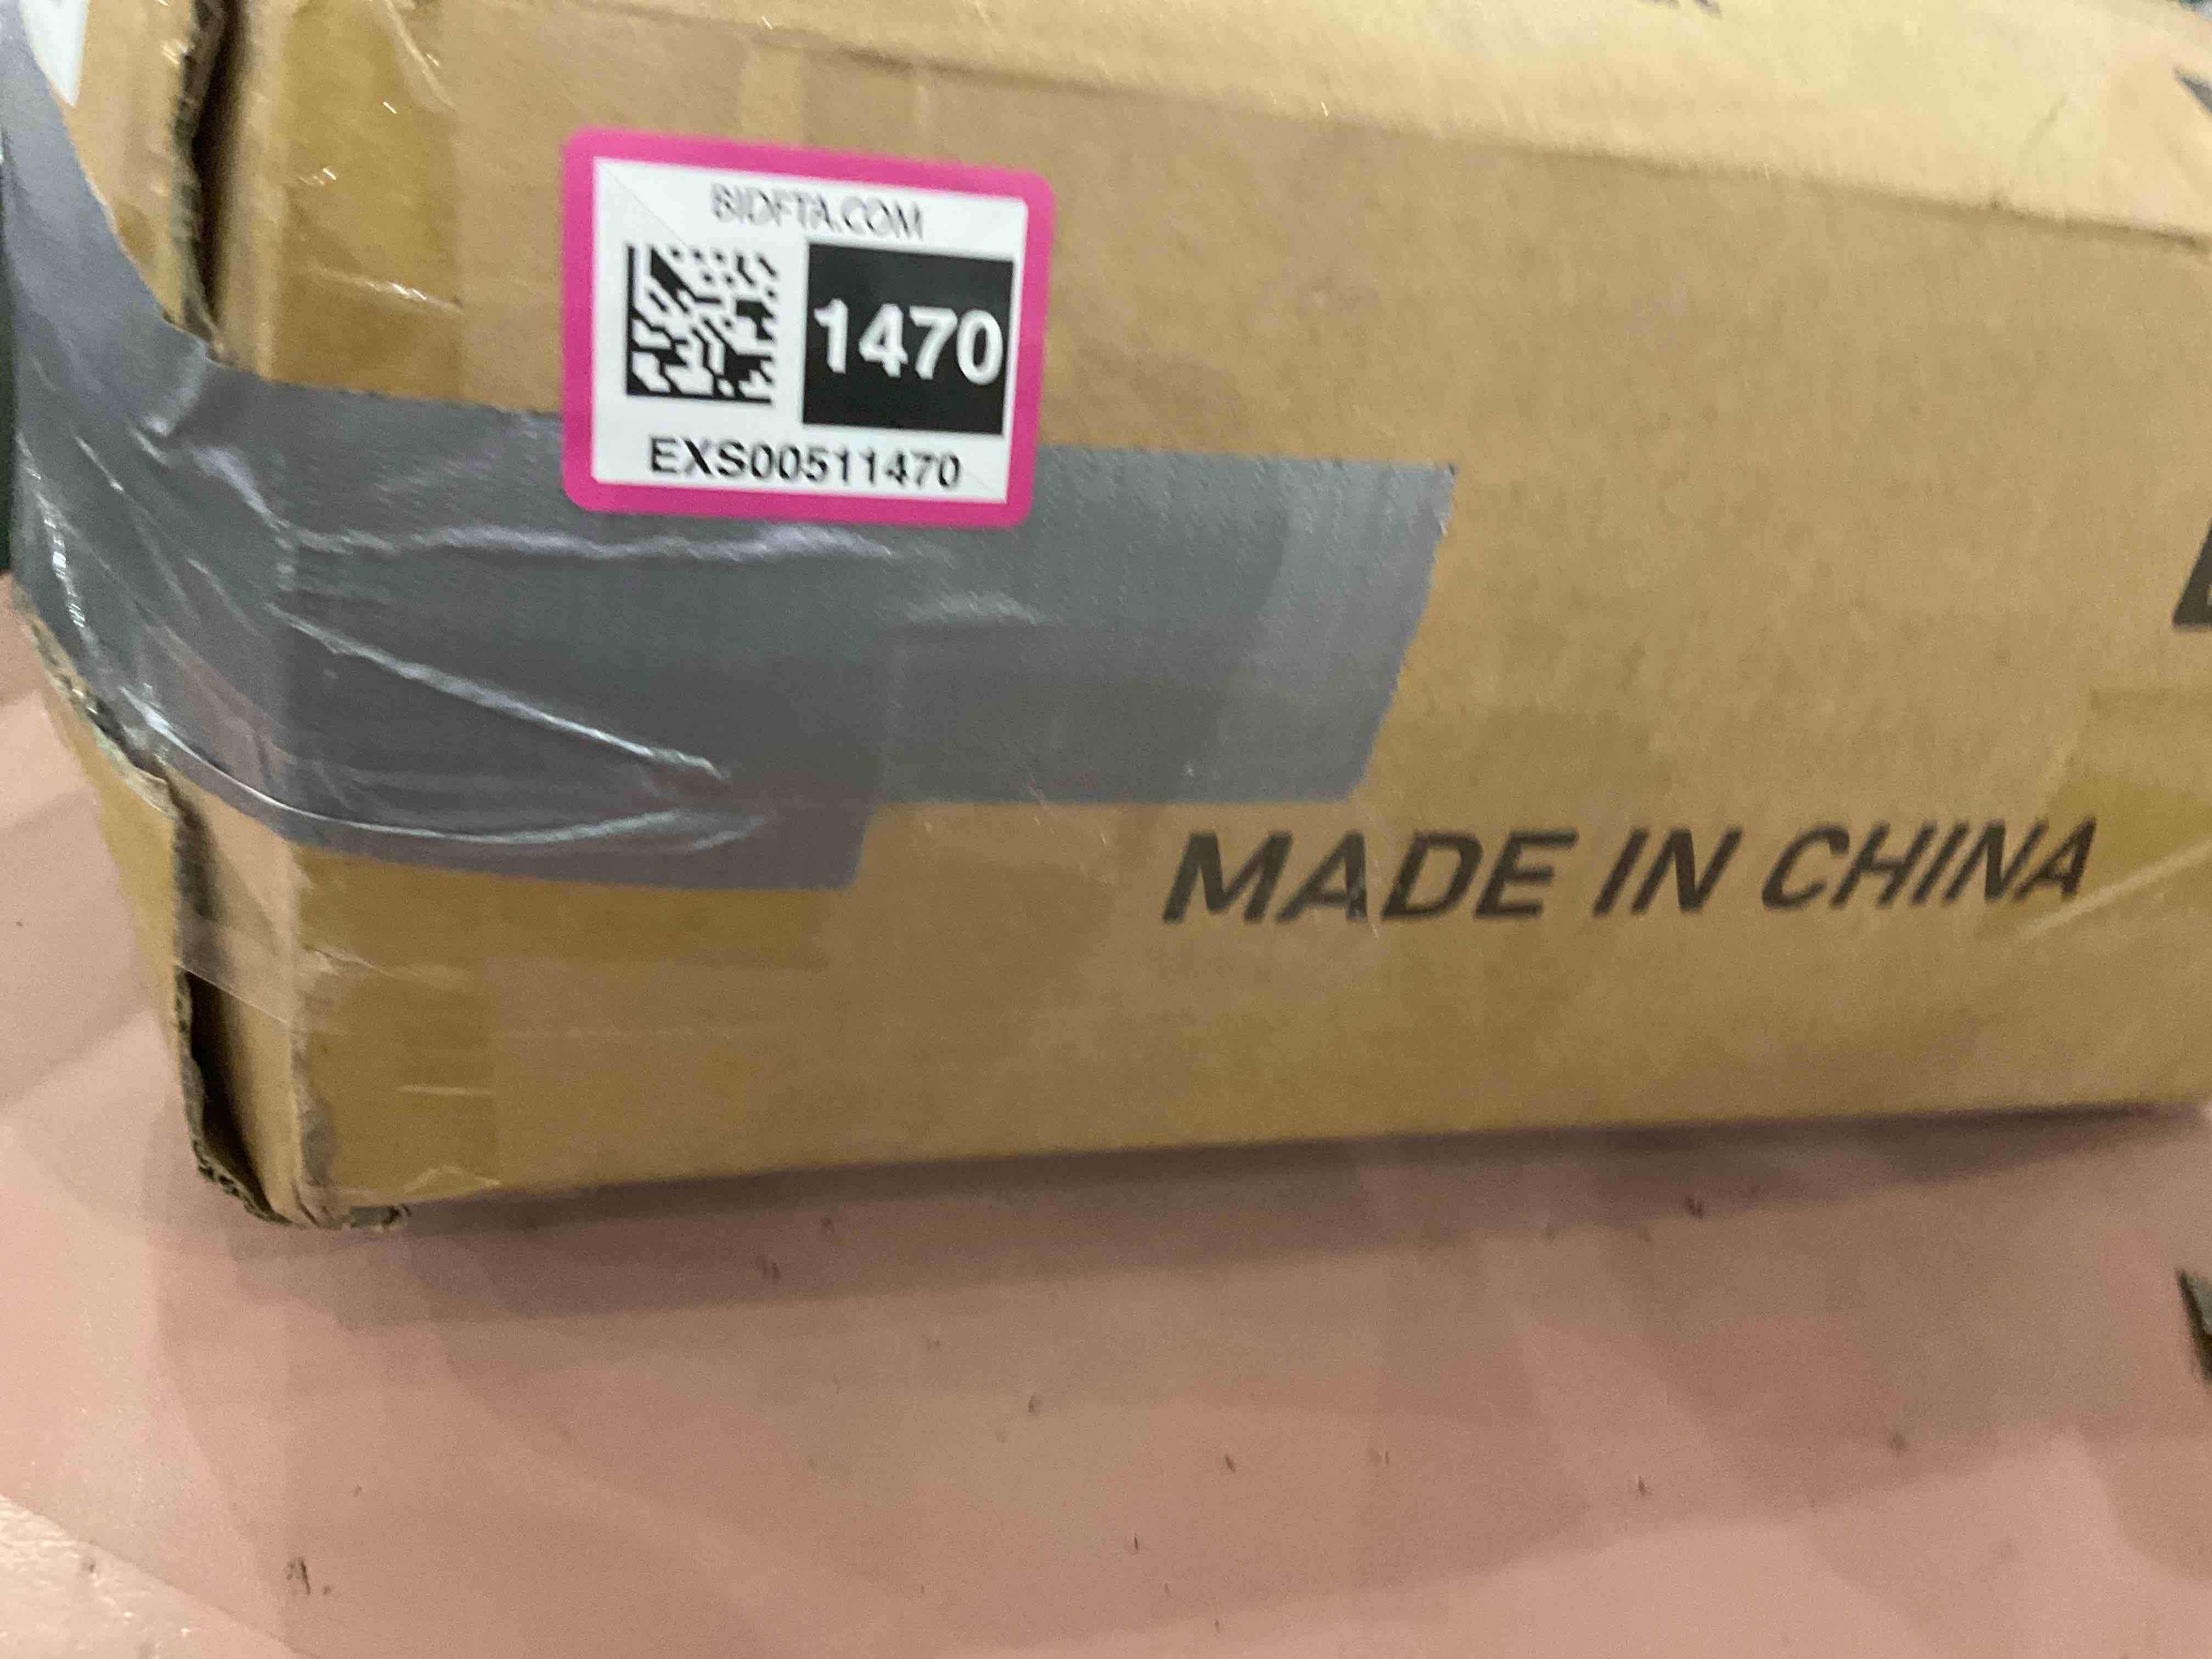 BIDFTA.COM
1470
EXS00511470
MADE IN CHINA